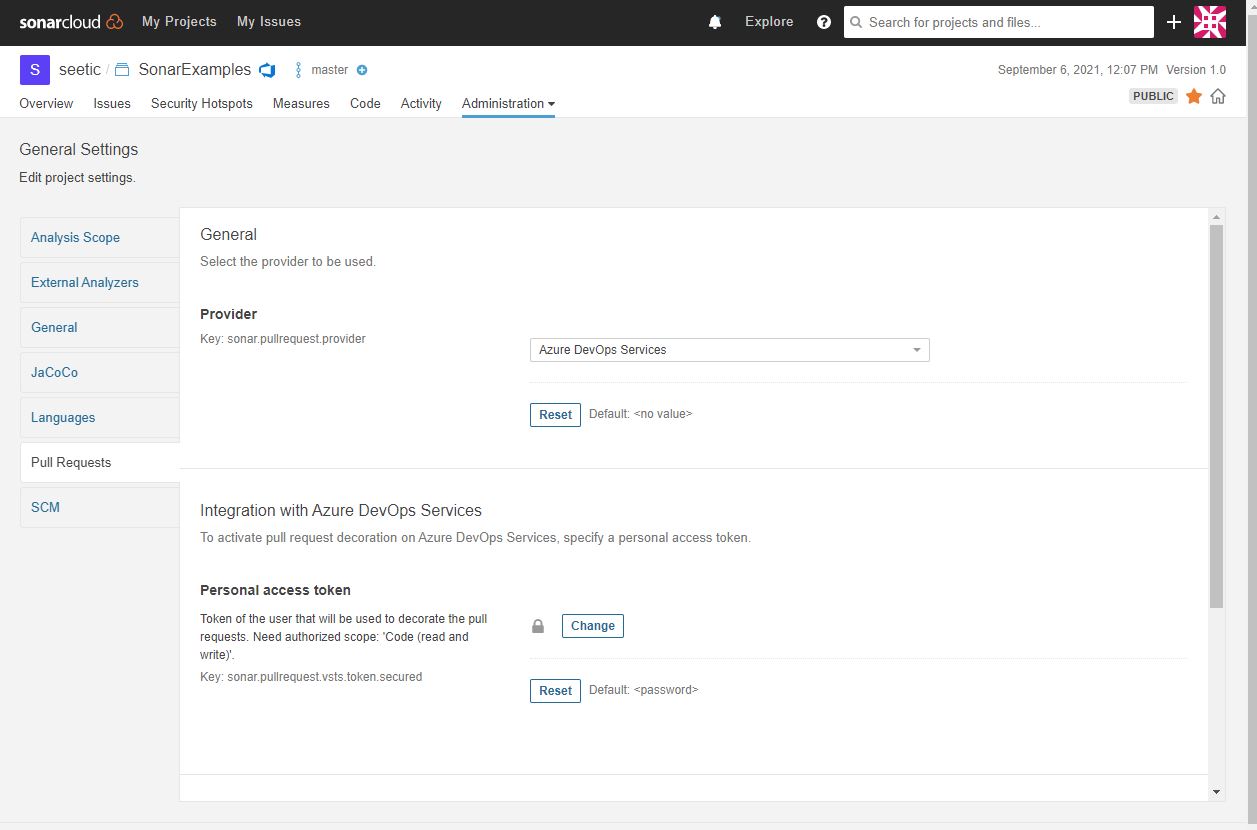 sonarcloud My Projects My Issues Explore ? Search for projects and files... +
S seetic / SonarExamples master September 6, 2021, 12:07 PM Version 1.0
Overview Issues Security Hotspots Measures Code Activity Administration PUBLIC
General Settings
Edit project settings.
Analysis Scope
External Analyzers
General
JaCoCo
Languages
Pull Requests
SCM
General
Select the provider to be used.
Provider
Key: sonar.pullrequest.provider
Azure DevOps Services
Reset Default: <no value>
Integration with Azure DevOps Services
To activate pull request decoration on Azure DevOps Services, specify a personal access token.
Personal access token
Token of the user that will be used to decorate the pull
requests. Need authorized scope: 'Code (read and
write)'.
Key: sonar.pullrequest.vsts.token.secured
Change
Reset Default: <password>